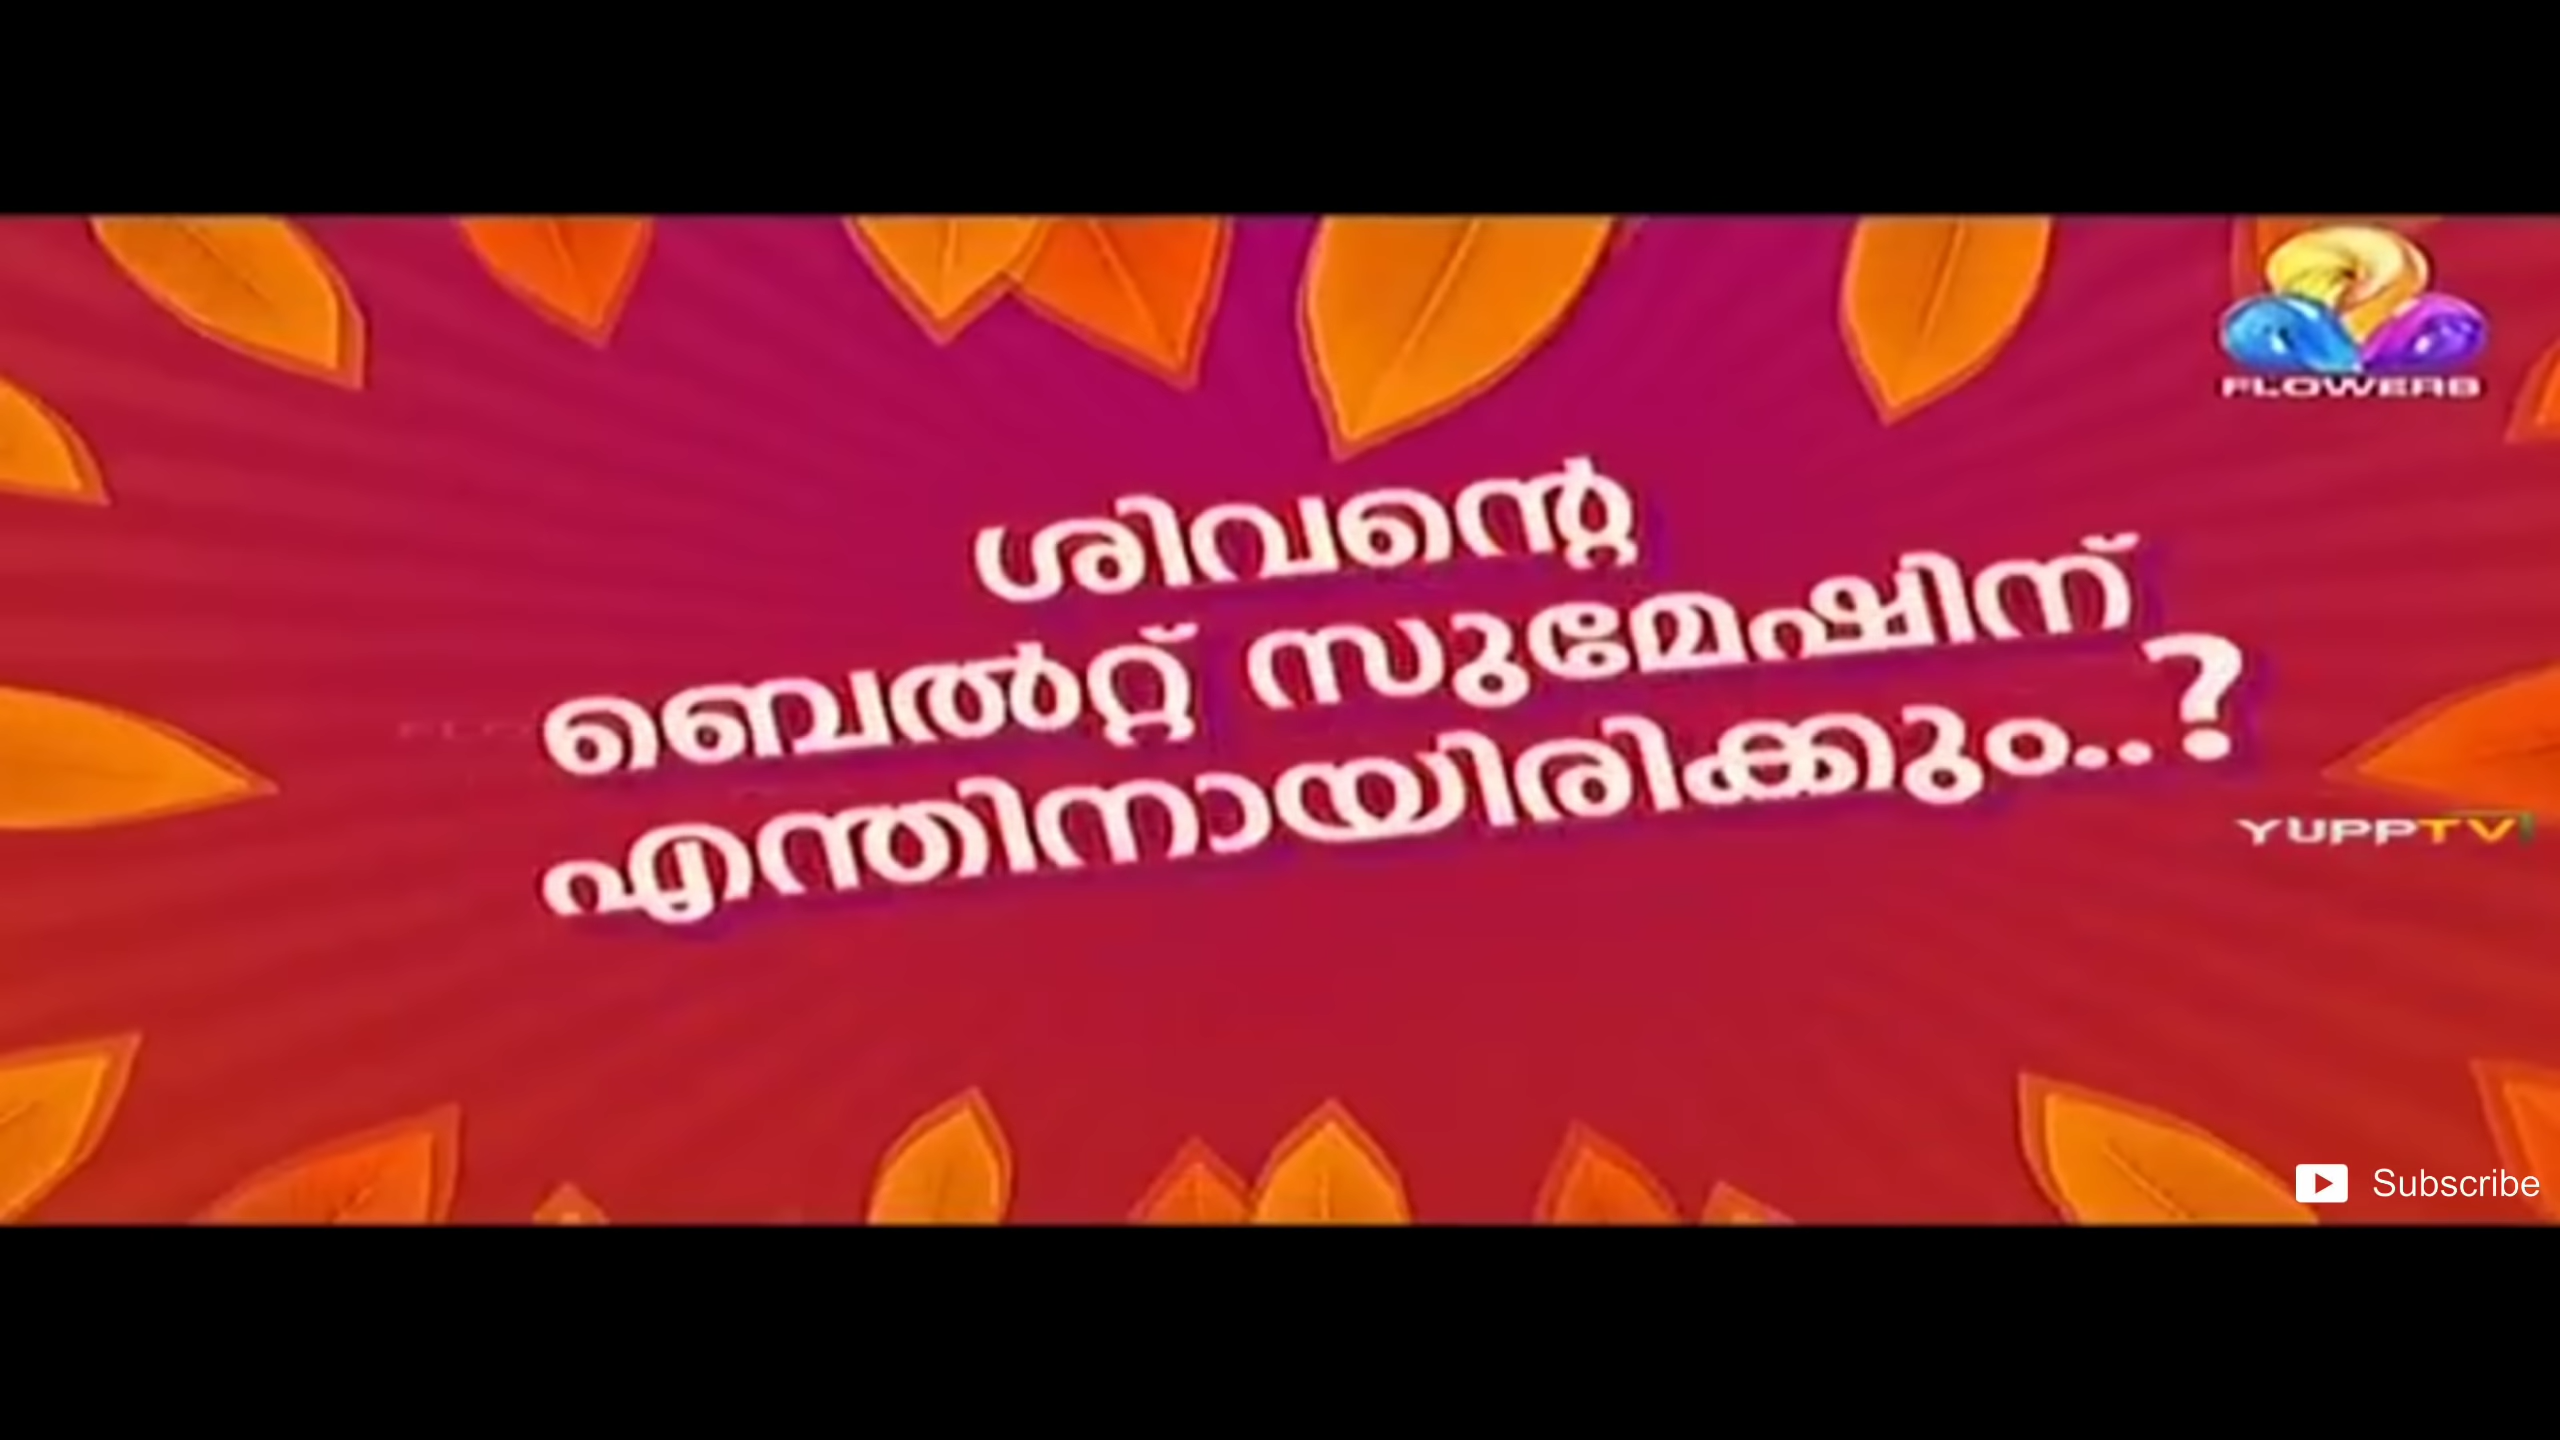 FLOWERS
ശിവന്റെ
ബെൽറ്റ് സുമേഷിന്
എന്തിനായിരിക്കും..?
YUPPTV
Subscribe